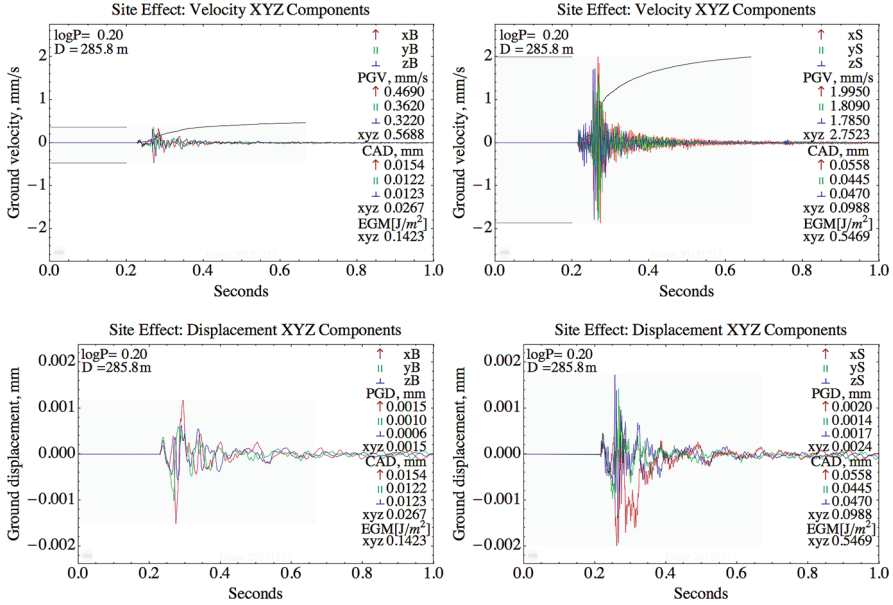 Site Effect: Velocity XYZ Components
logP= 0.20
D = 285.8 m
↑ xB
|| yB
⊥ zB
PGV, mm/s
↑ 0.4690
|| 0.3620
⊥ 0.3220
xyz 0.5688
CAD, mm
↑ 0.0154
|| 0.0122
⊥ 0.0123
xyz 0.0267
EGM[J/m²]
xyz 0.1423
Ground velocity, mm/s
2
1
0
−1
−2
0.0 0.2 0.4 0.6 0.8 1.0
Seconds
Site Effect: Velocity XYZ Components
logP= 0.20
D = 285.8 m
↑ xS
|| yS
⊥ zS
PGV, mm/s
↑ 1.9950
|| 1.8090
⊥ 1.7850
xyz 2.7523
CAD, mm
↑ 0.0558
|| 0.0445
⊥ 0.0470
xyz 0.0988
EGM[J/m²]
xyz 0.5469
Ground velocity, mm/s
2
1
0
−1
−2
0.0 0.2 0.4 0.6 0.8 1.0
Seconds
Site Effect: Displacement XYZ Components
logP= 0.20
D = 285.8 m
↑ xB
|| yB
⊥ zB
PGD, mm
↑ 0.0015
|| 0.0010
⊥ 0.0006
xyz 0.0015
CAD, mm
↑ 0.0154
|| 0.0122
⊥ 0.0123
xyz 0.0267
EGM[J/m²]
xyz 0.1423
Ground displacement, mm
0.002
0.001
0.000
−0.001
−0.002
0.0 0.2 0.4 0.6 0.8 1.0
Seconds
Site Effect: Displacement XYZ Components
logP= 0.20
D = 285.8 m
↑ xS
|| yS
⊥ zS
PGD, mm
↑ 0.0020
|| 0.0014
⊥ 0.0017
xyz 0.0024
CAD, mm
↑ 0.0558
|| 0.0445
⊥ 0.0470
xyz 0.0988
EGM[J/m²]
xyz 0.5469
Ground displacement, mm
0.002
0.001
0.000
−0.001
−0.002
0.0 0.2 0.4 0.6 0.8 1.0
Seconds